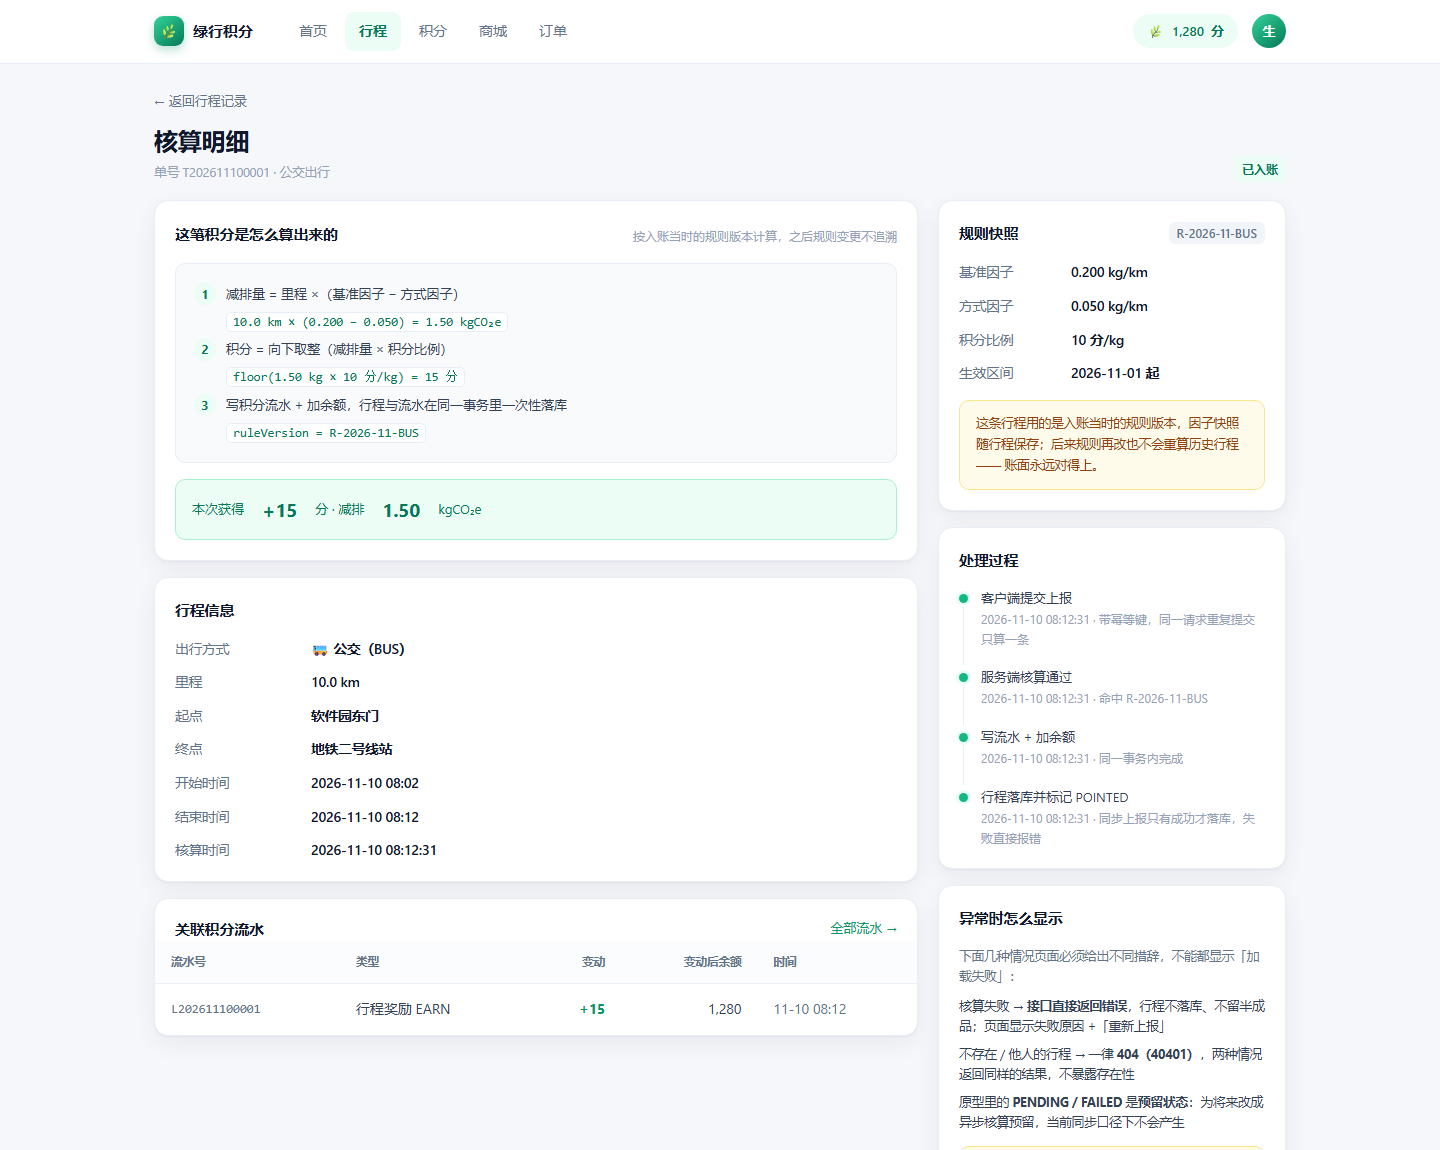 绿行积分
首页
行程
积分
商城
订单
1,280 分
生
← 返回行程记录
核算明细
单号 T202611100001 · 公交出行
已入账
这笔积分是怎么算出来的
按入账当时的规则版本计算，之后规则变更不追溯
1 减排量 = 里程 ×（基准因子 − 方式因子）
10.0 km × (0.200 − 0.050) = 1.50 kgCO₂e
2 积分 = 向下取整（减排量 × 积分比例）
floor(1.50 kg × 10 分/kg) = 15 分
3 写积分流水 + 加余额，行程与流水在同一事务里一次性落库
ruleVersion = R-2026-11-BUS
本次获得 +15 分 · 减排 1.50 kgCO₂e
行程信息
出行方式 公交（BUS）
里程 10.0 km
起点 软件园东门
终点 地铁二号线站
开始时间 2026-11-10 08:02
结束时间 2026-11-10 08:12
核算时间 2026-11-10 08:12:31
关联积分流水
全部流水 →
流水号 类型 变动 变动后余额 时间
L202611100001 行程奖励 EARN +15 1,280 11-10 08:12
规则快照
R-2026-11-BUS
基准因子 0.200 kg/km
方式因子 0.050 kg/km
积分比例 10 分/kg
生效区间 2026-11-01 起
这条行程用的是入账当时的规则版本，因子快照
随行程保存；后来规则再改也不会重算历史行程
—— 账面永远对得上。
处理过程
客户端提交上报
2026-11-10 08:12:31 · 带幂等键，同一请求重复提交
只算一条
服务端核算通过
2026-11-10 08:12:31 · 命中 R-2026-11-BUS
写流水 + 加余额
2026-11-10 08:12:31 · 同一事务内完成
行程落库并标记 POINTED
2026-11-10 08:12:31 · 同步上报只有成功才落库，失
败直接报错
异常时怎么显示
下面几种情况页面必须给出不同措辞，不能都显示「加
载失败」：
核算失败 → 接口直接返回错误，行程不落库、不留半成
品；页面显示失败原因 +「重新上报」
不存在 / 他人的行程 → 一律 404（40401），两种情况
返回同样的结果，不暴露存在性
原型里的 PENDING / FAILED 是预留状态：为将来改成
异步核算预留，当前同步口径下不会产生